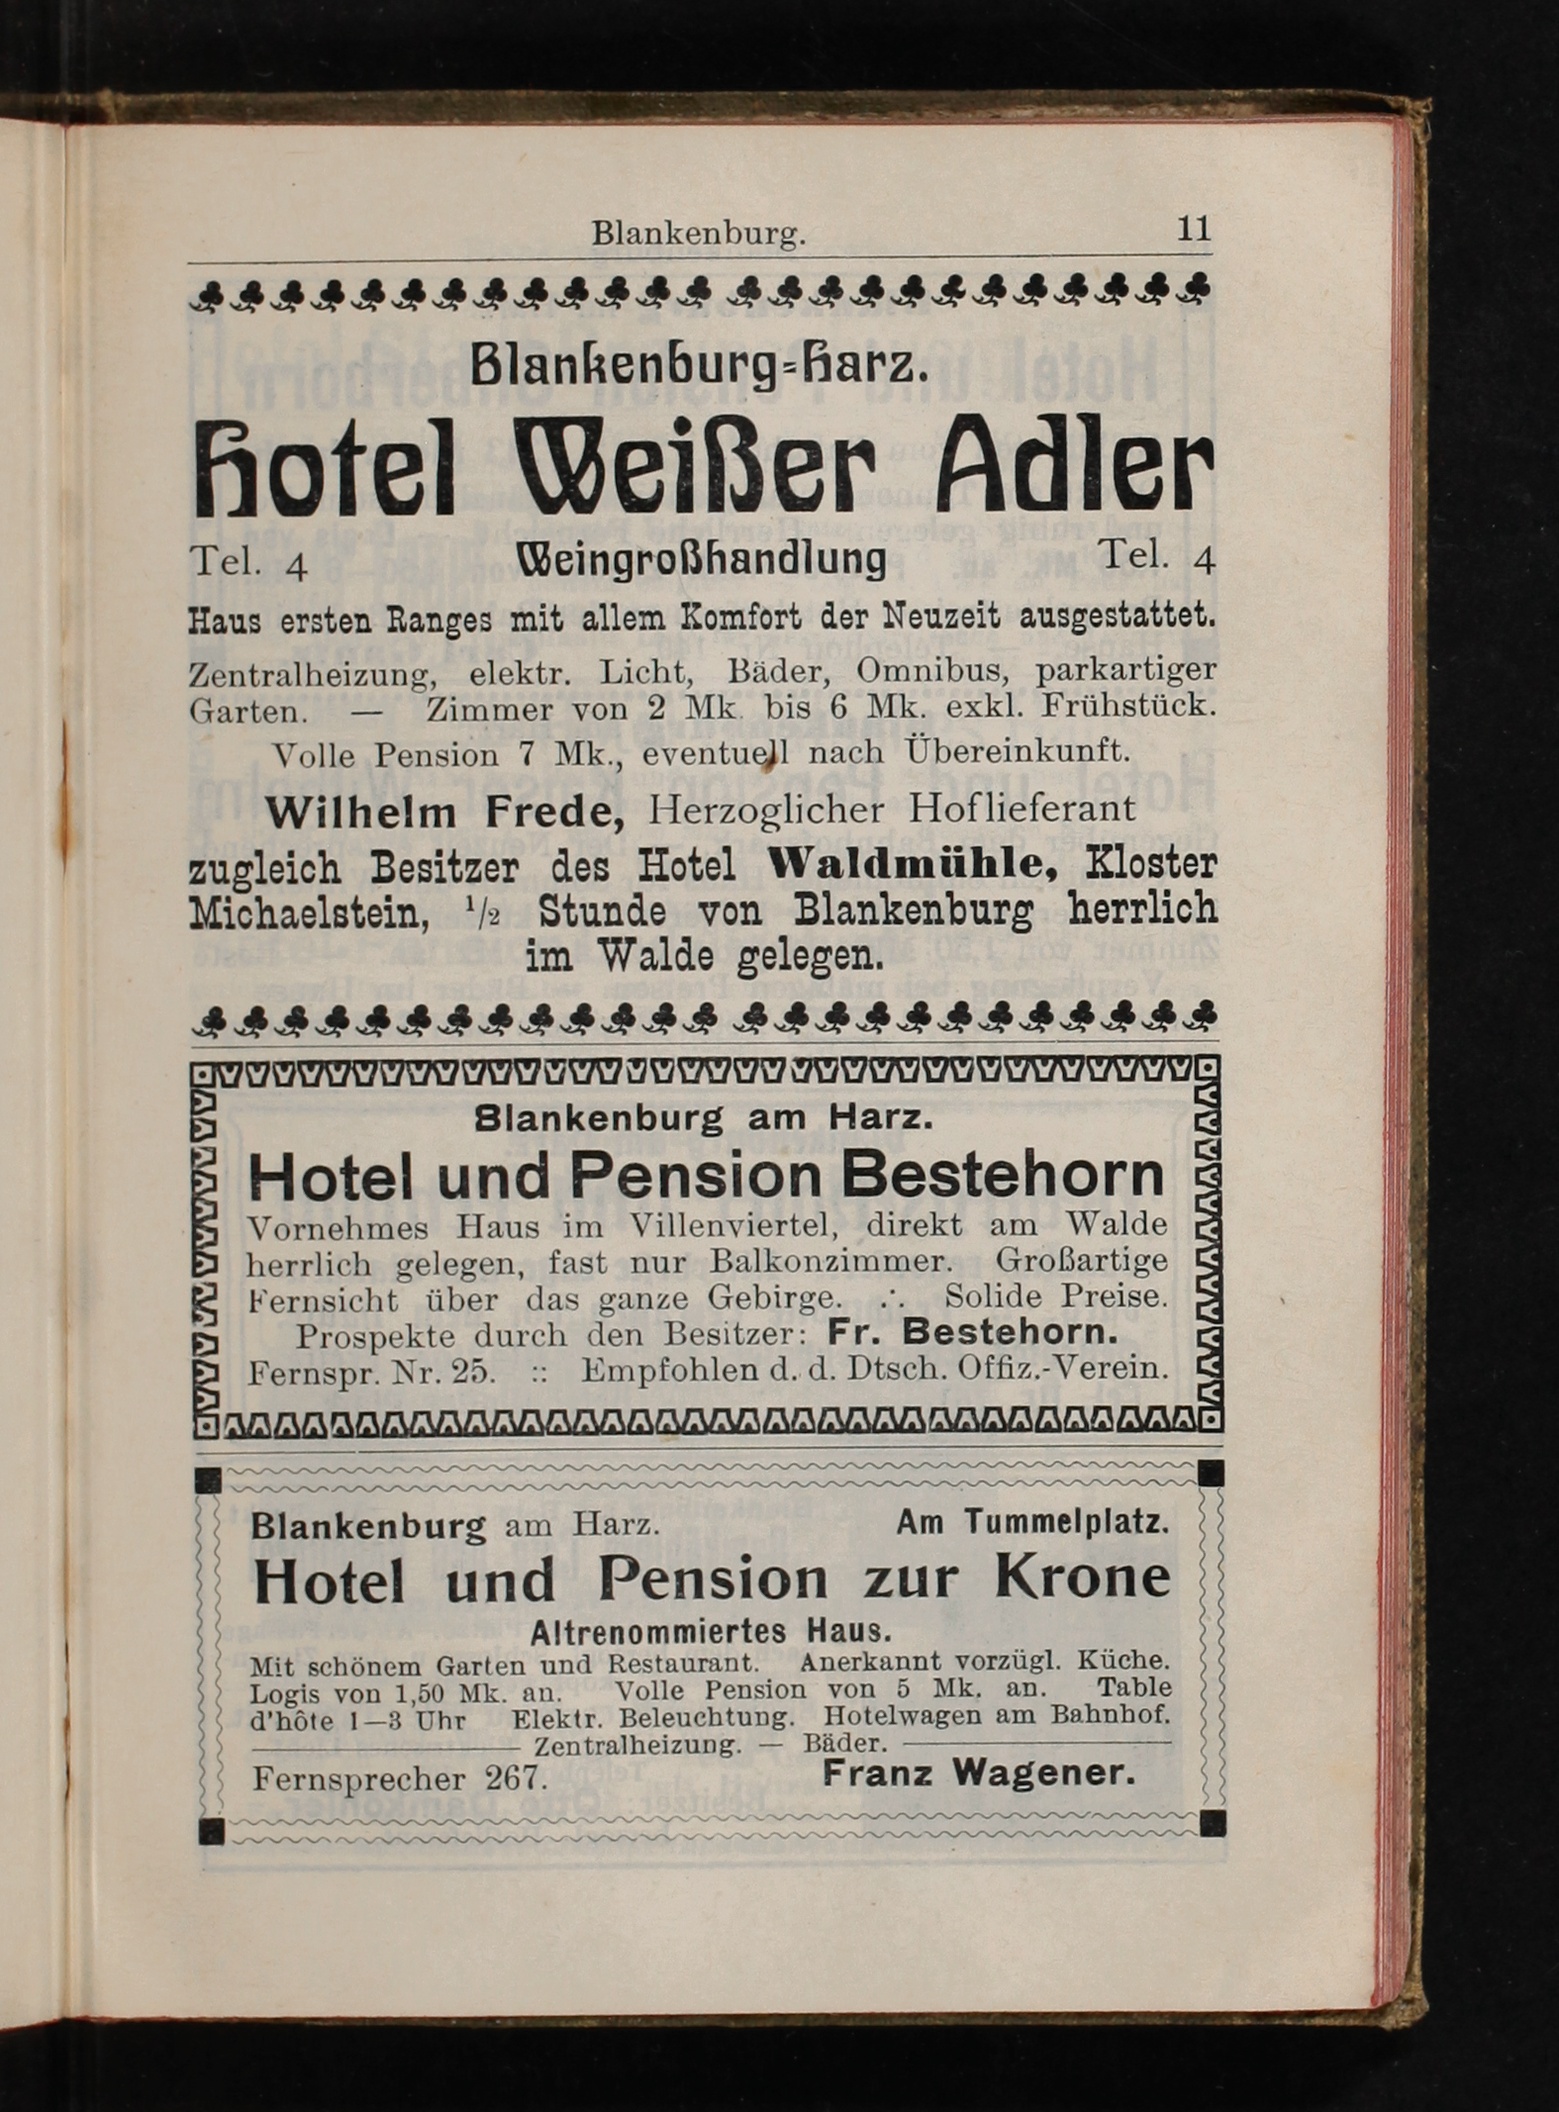 Blankenburg. 11
Blankenburg=Harz.
Hotel Weißer Adler
Tel. 4 Weingroßhandlung Tel. 4
Haus ersten Ranges mit allem Komfort der Neuzeit ausgestattet.
Zentralheizung, elektr. Licht, Bäder, Omnibus, parkartiger
Garten. — Zimmer von 2 Mk. bis 6 Mk. exkl. Frühstück.
Volle Pension 7 Mk., eventuell nach Übereinkunft.
Wilhelm Frede, Herzoglicher Hoflieferant
zugleich Besitzer des Hotel Waldmühle, Kloster
Michaelstein, 1/2 Stunde von Blankenburg herrlich
im Walde gelegen.
Blankenburg am Harz.
Hotel und Pension Bestehorn
Vornehmes Haus im Villenviertel, direkt am Walde
herrlich gelegen, fast nur Balkonzimmer. Großartige
Fernsicht über das ganze Gebirge. ∴ Solide Preise.
Prospekte durch den Besitzer: Fr. Bestehorn.
Fernspr. Nr. 25. :: Empfohlen d. d. Dtsch. Offiz.-Verein.
Blankenburg am Harz. Am Tummelplatz.
Hotel und Pension zur Krone
Altrenommiertes Haus.
Mit schönem Garten und Restaurant. Anerkannt vorzügl. Küche.
Logis von 1,50 Mk. an. Volle Pension von 5 Mk. an. Table
d'hôte 1—3 Uhr Elektr. Beleuchtung. Hotelwagen am Bahnhof.
Zentralheizung. — Bäder.
Fernsprecher 267. Franz Wagener.